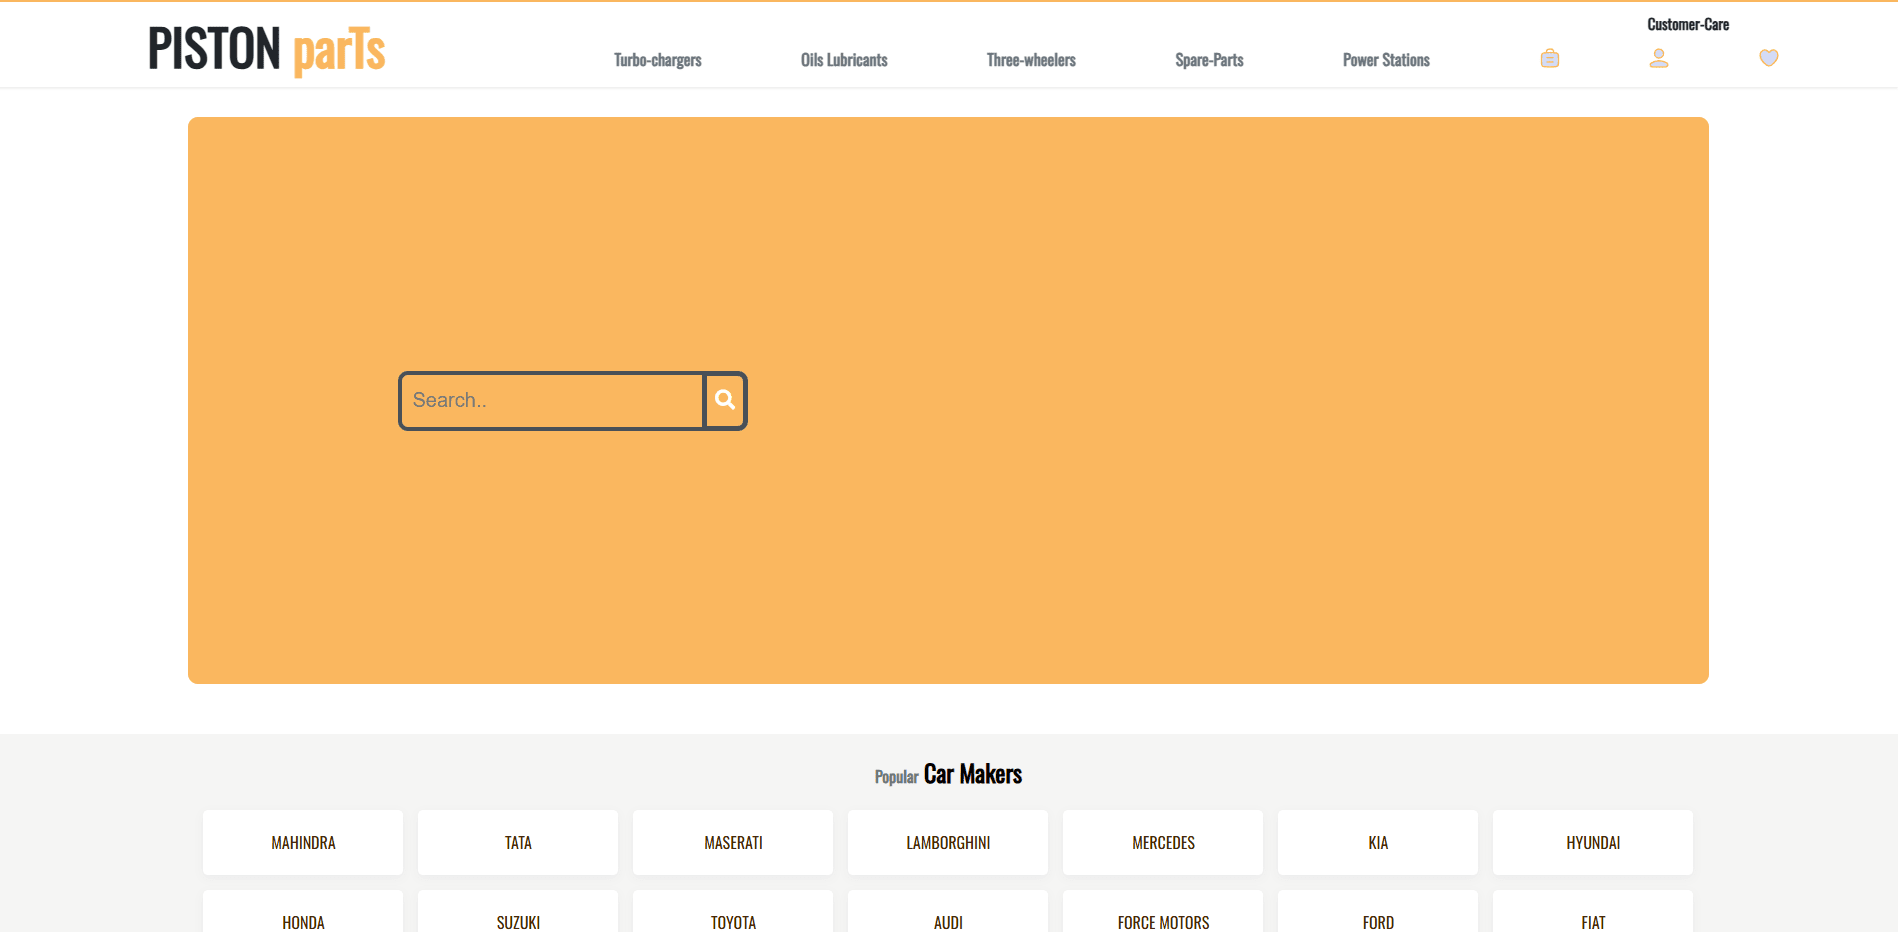 Customer-Care
PISTON parTs
Turbo-chargers Oils Lubricants Three-wheelers Spare-Parts Power Stations
Search..
Popular Car Makers
MAHINDRA TATA MASERATI LAMBORGHINI MERCEDES KIA HYUNDAI
HONDA SUZUKI TOYOTA AUDI FORCE MOTORS FORD FIAT